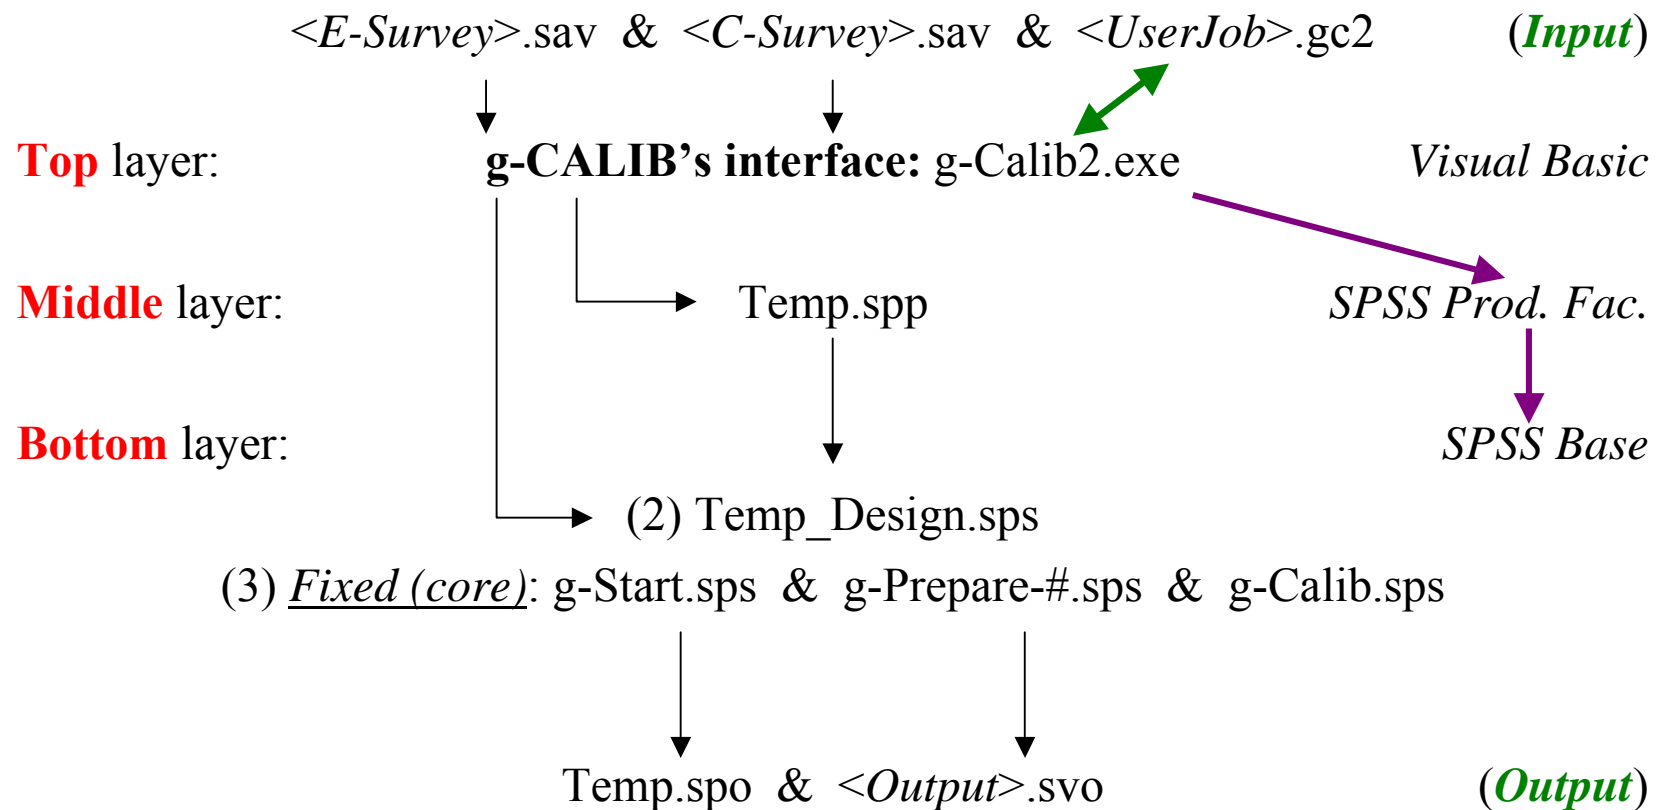 <E-Survey>.sav & <C-Survey>.sav & <UserJob>.gc2 (Input)
Top layer: g-CALIB’s interface: g-Calib2.exe Visual Basic
Middle layer: Temp.spp SPSS Prod. Fac.
Bottom layer: SPSS Base
(2) Temp_Design.sps
(3) Fixed (core): g-Start.sps & g-Prepare-#.sps & g-Calib.sps
Temp.spo & <Output>.svo (Output)